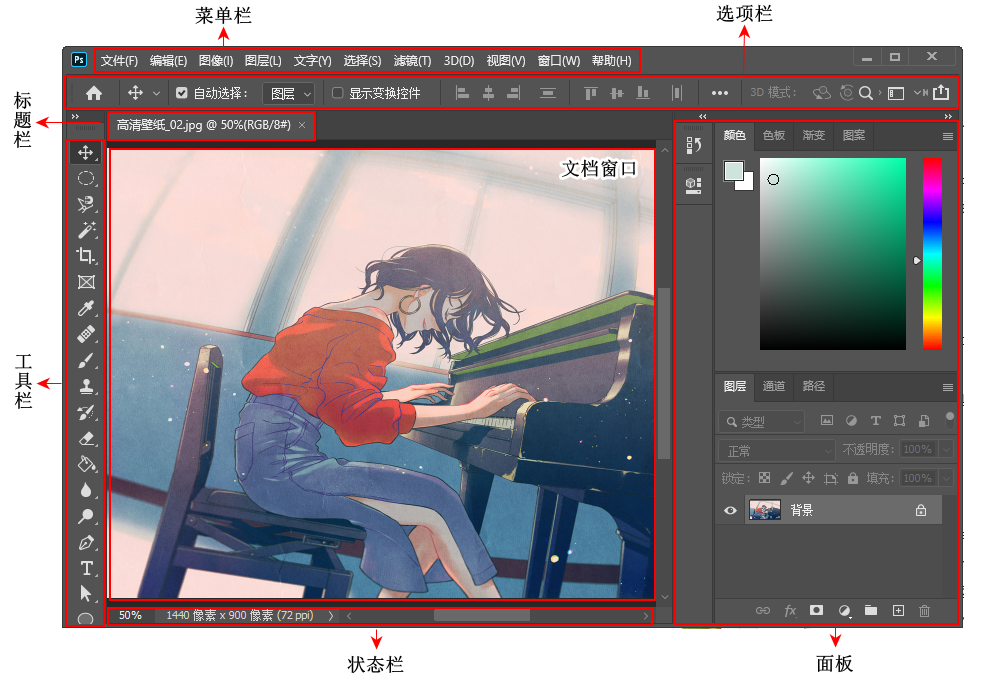 菜单栏
选项栏
Ps 文件(F) 编辑(E) 图像(I) 图层(L) 文字(Y) 选择(S) 滤镜(T) 3D(D) 视图(V) 窗口(W) 帮助(H)
自动选择： 图层 显示变换控件 3D 模式：
标题栏
高清壁纸_02.jpg @ 50%(RGB/8#) ×
颜色 色板 渐变 图案
文档窗口
工具栏
图层 通道 路径
类型
正常 不透明度： 100%
锁定： 填充： 100%
背景
fx
50% 1440 像素 x 900 像素 (72 ppi)
状态栏
面板